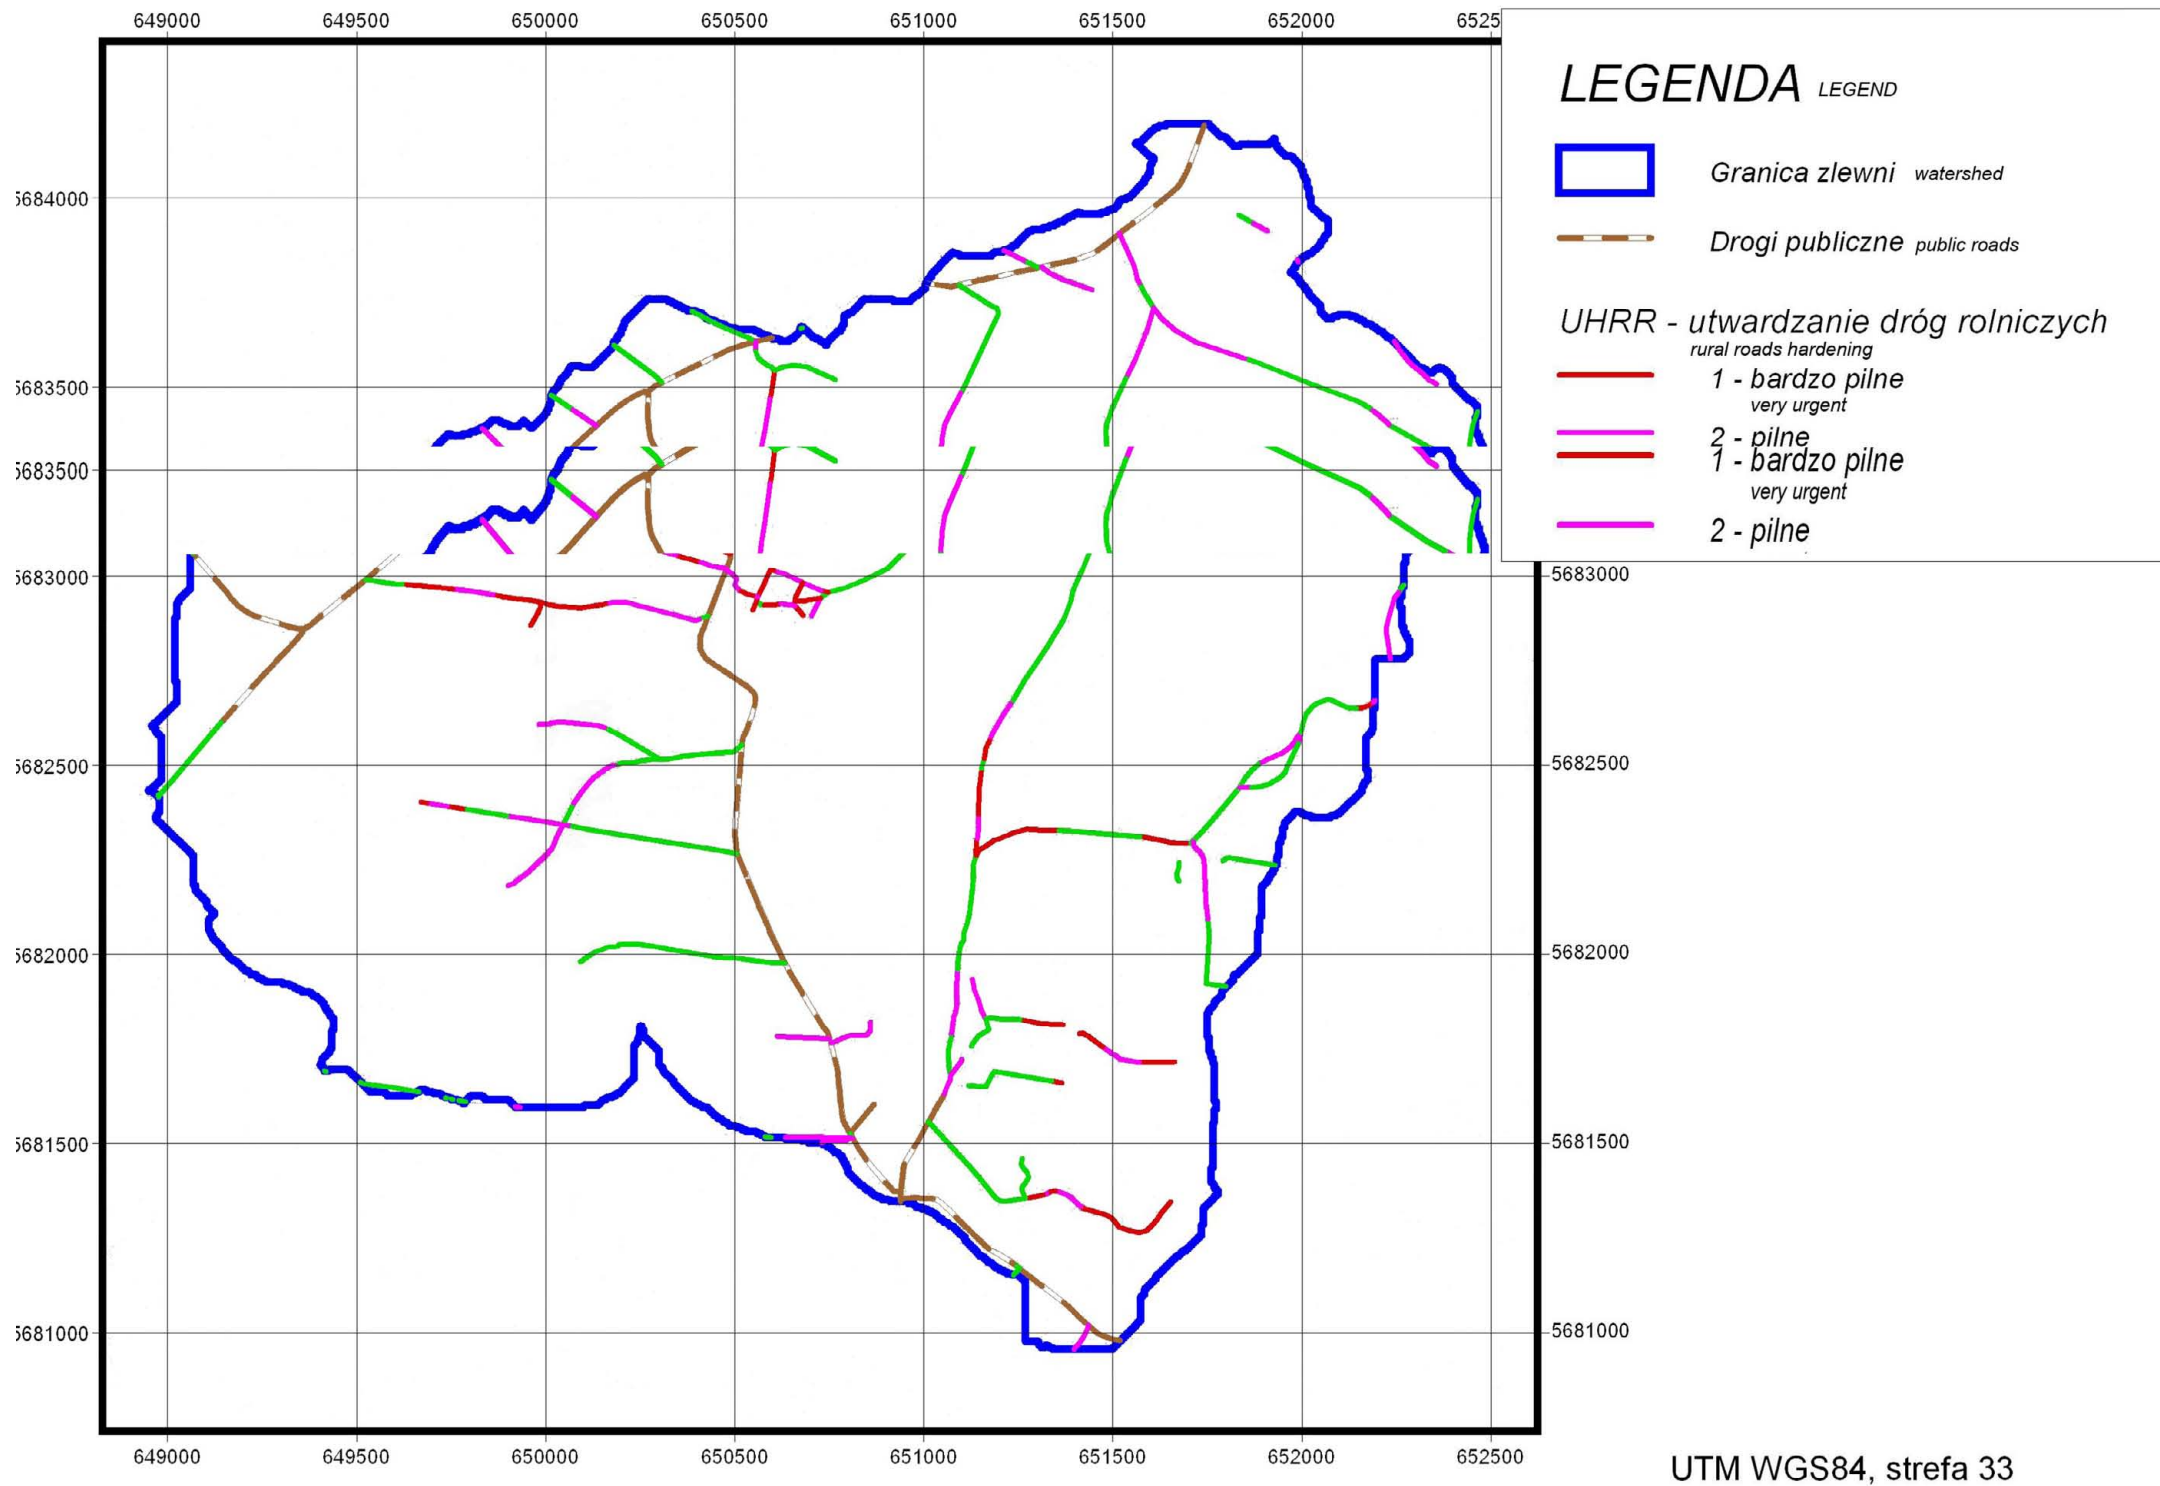 649000 649500 650000 650500 651000 651500 652000 6525
LEGENDA LEGEND
Granica zlewni watershed
5684000
Drogi publiczne public roads
UHRR - utwardzanie dróg rolniczych
rural roads hardening
1 - bardzo pilne
5683500
very urgent
2 - pilne
1 - bardzo pilne
5683500
very urgent
2 - pilne
5683000 5683000
5682500 5682500
5682000 5682000
5681500 5681500
5681000 5681000
649000 649500 650000 650500 651000 651500 652000 652500
UTM WGS84, strefa 33